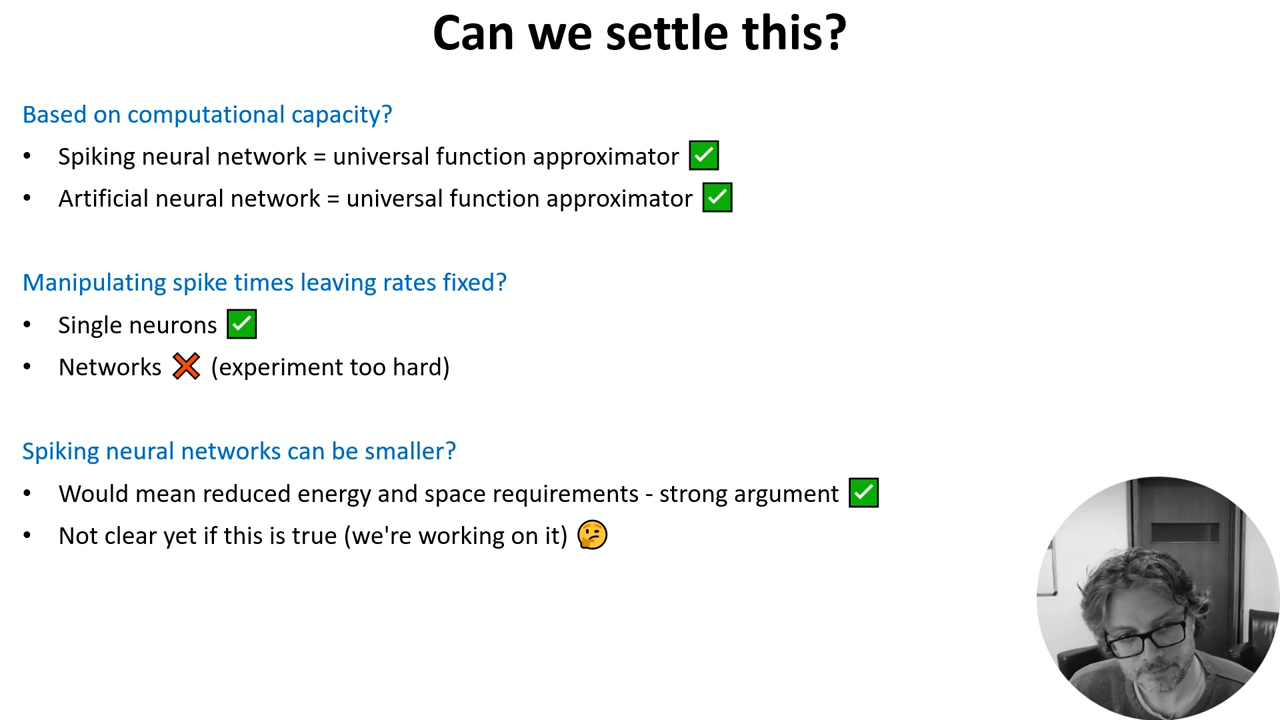 Can we settle this?
Based on computational capacity?
• Spiking neural network = universal function approximator ✅
• Artificial neural network = universal function approximator ✅
Manipulating spike times leaving rates fixed?
• Single neurons ✅
• Networks ❌ (experiment too hard)
Spiking neural networks can be smaller?
• Would mean reduced energy and space requirements - strong argument ✅
• Not clear yet if this is true (we're working on it) 🤔